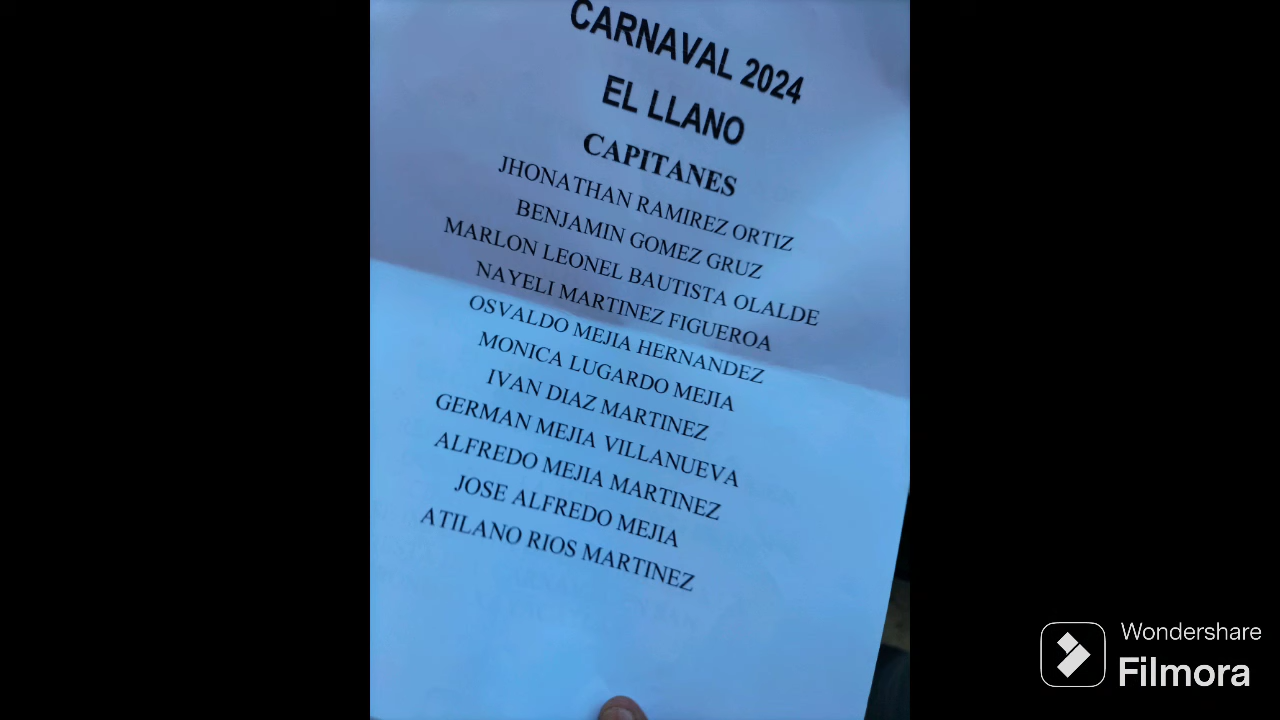 CARNAVAL 2024
EL LLANO
CAPITANES
JHONATHAN RAMIREZ ORTIZ
BENJAMIN GOMEZ GRUZ
MARLON LEONEL BAUTISTA OLALDE
NAYELI MARTINEZ FIGUEROA
OSVALDO MEJIA HERNANDEZ
MONICA LUGARDO MEJIA
IVAN DIAZ MARTINEZ
GERMAN MEJIA VILLANUEVA
ALFREDO MEJIA MARTINEZ
JOSE ALFREDO MEJIA
ATILANO RIOS MARTINEZ
Wondershare
Filmora